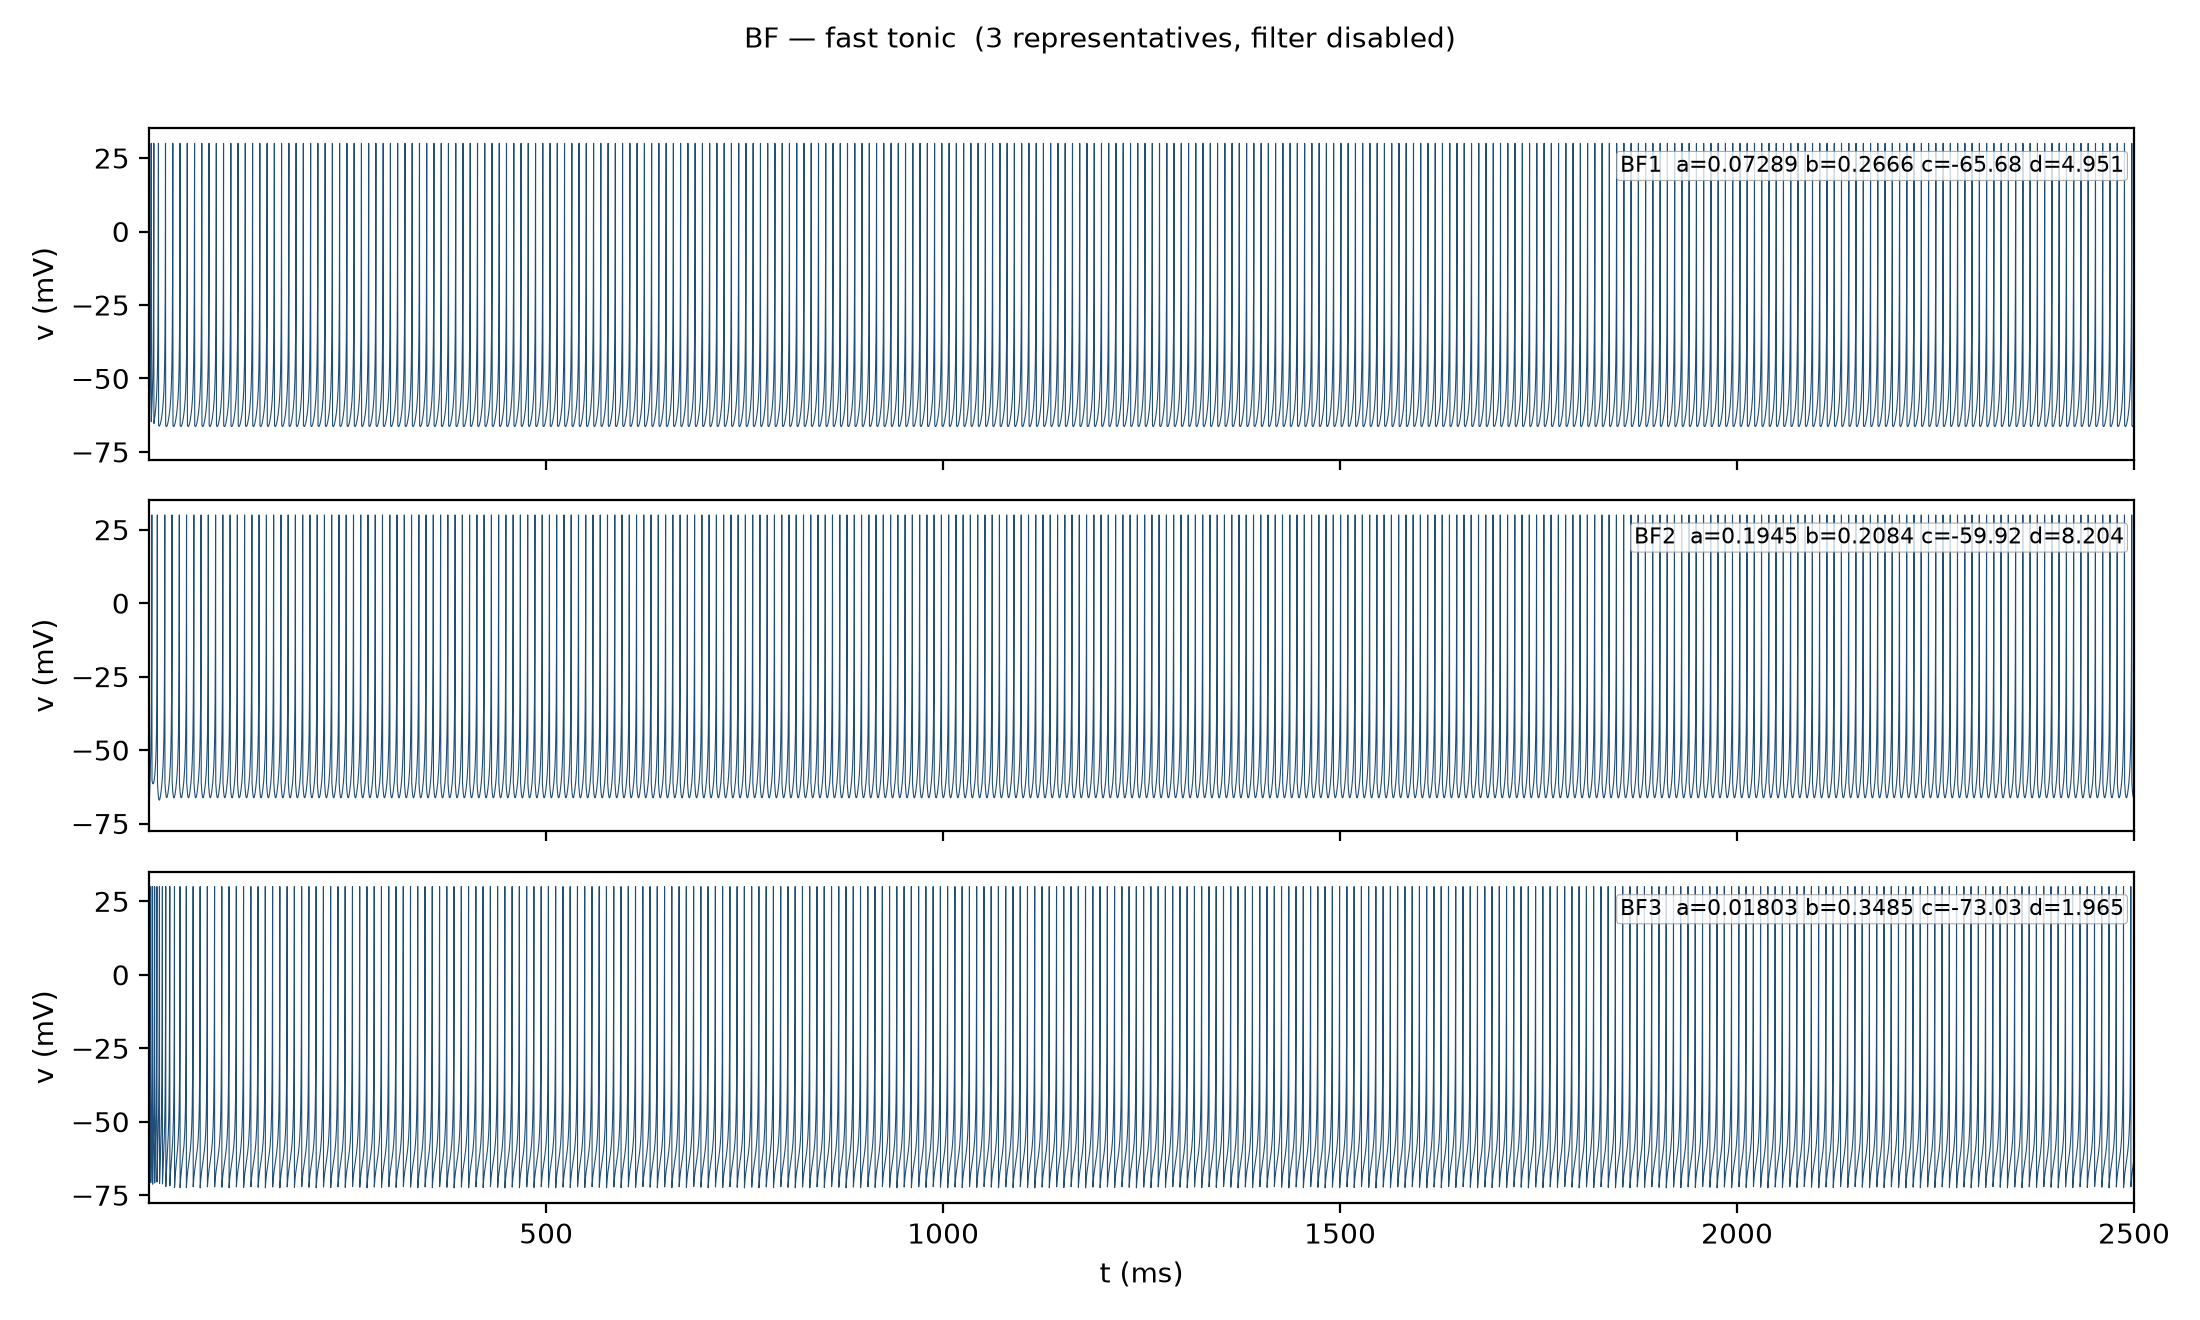 BF — fast tonic  (3 representatives, filter disabled)
25
0
−25
−50
−75
v (mV)
BF1  a=0.07289 b=0.2666 c=-65.68 d=4.951
25
0
−25
−50
−75
v (mV)
BF2  a=0.1945 b=0.2084 c=-59.92 d=8.204
25
0
−25
−50
−75
v (mV)
BF3  a=0.01803 b=0.3485 c=-73.03 d=1.965
500 1000 1500 2000 2500
t (ms)